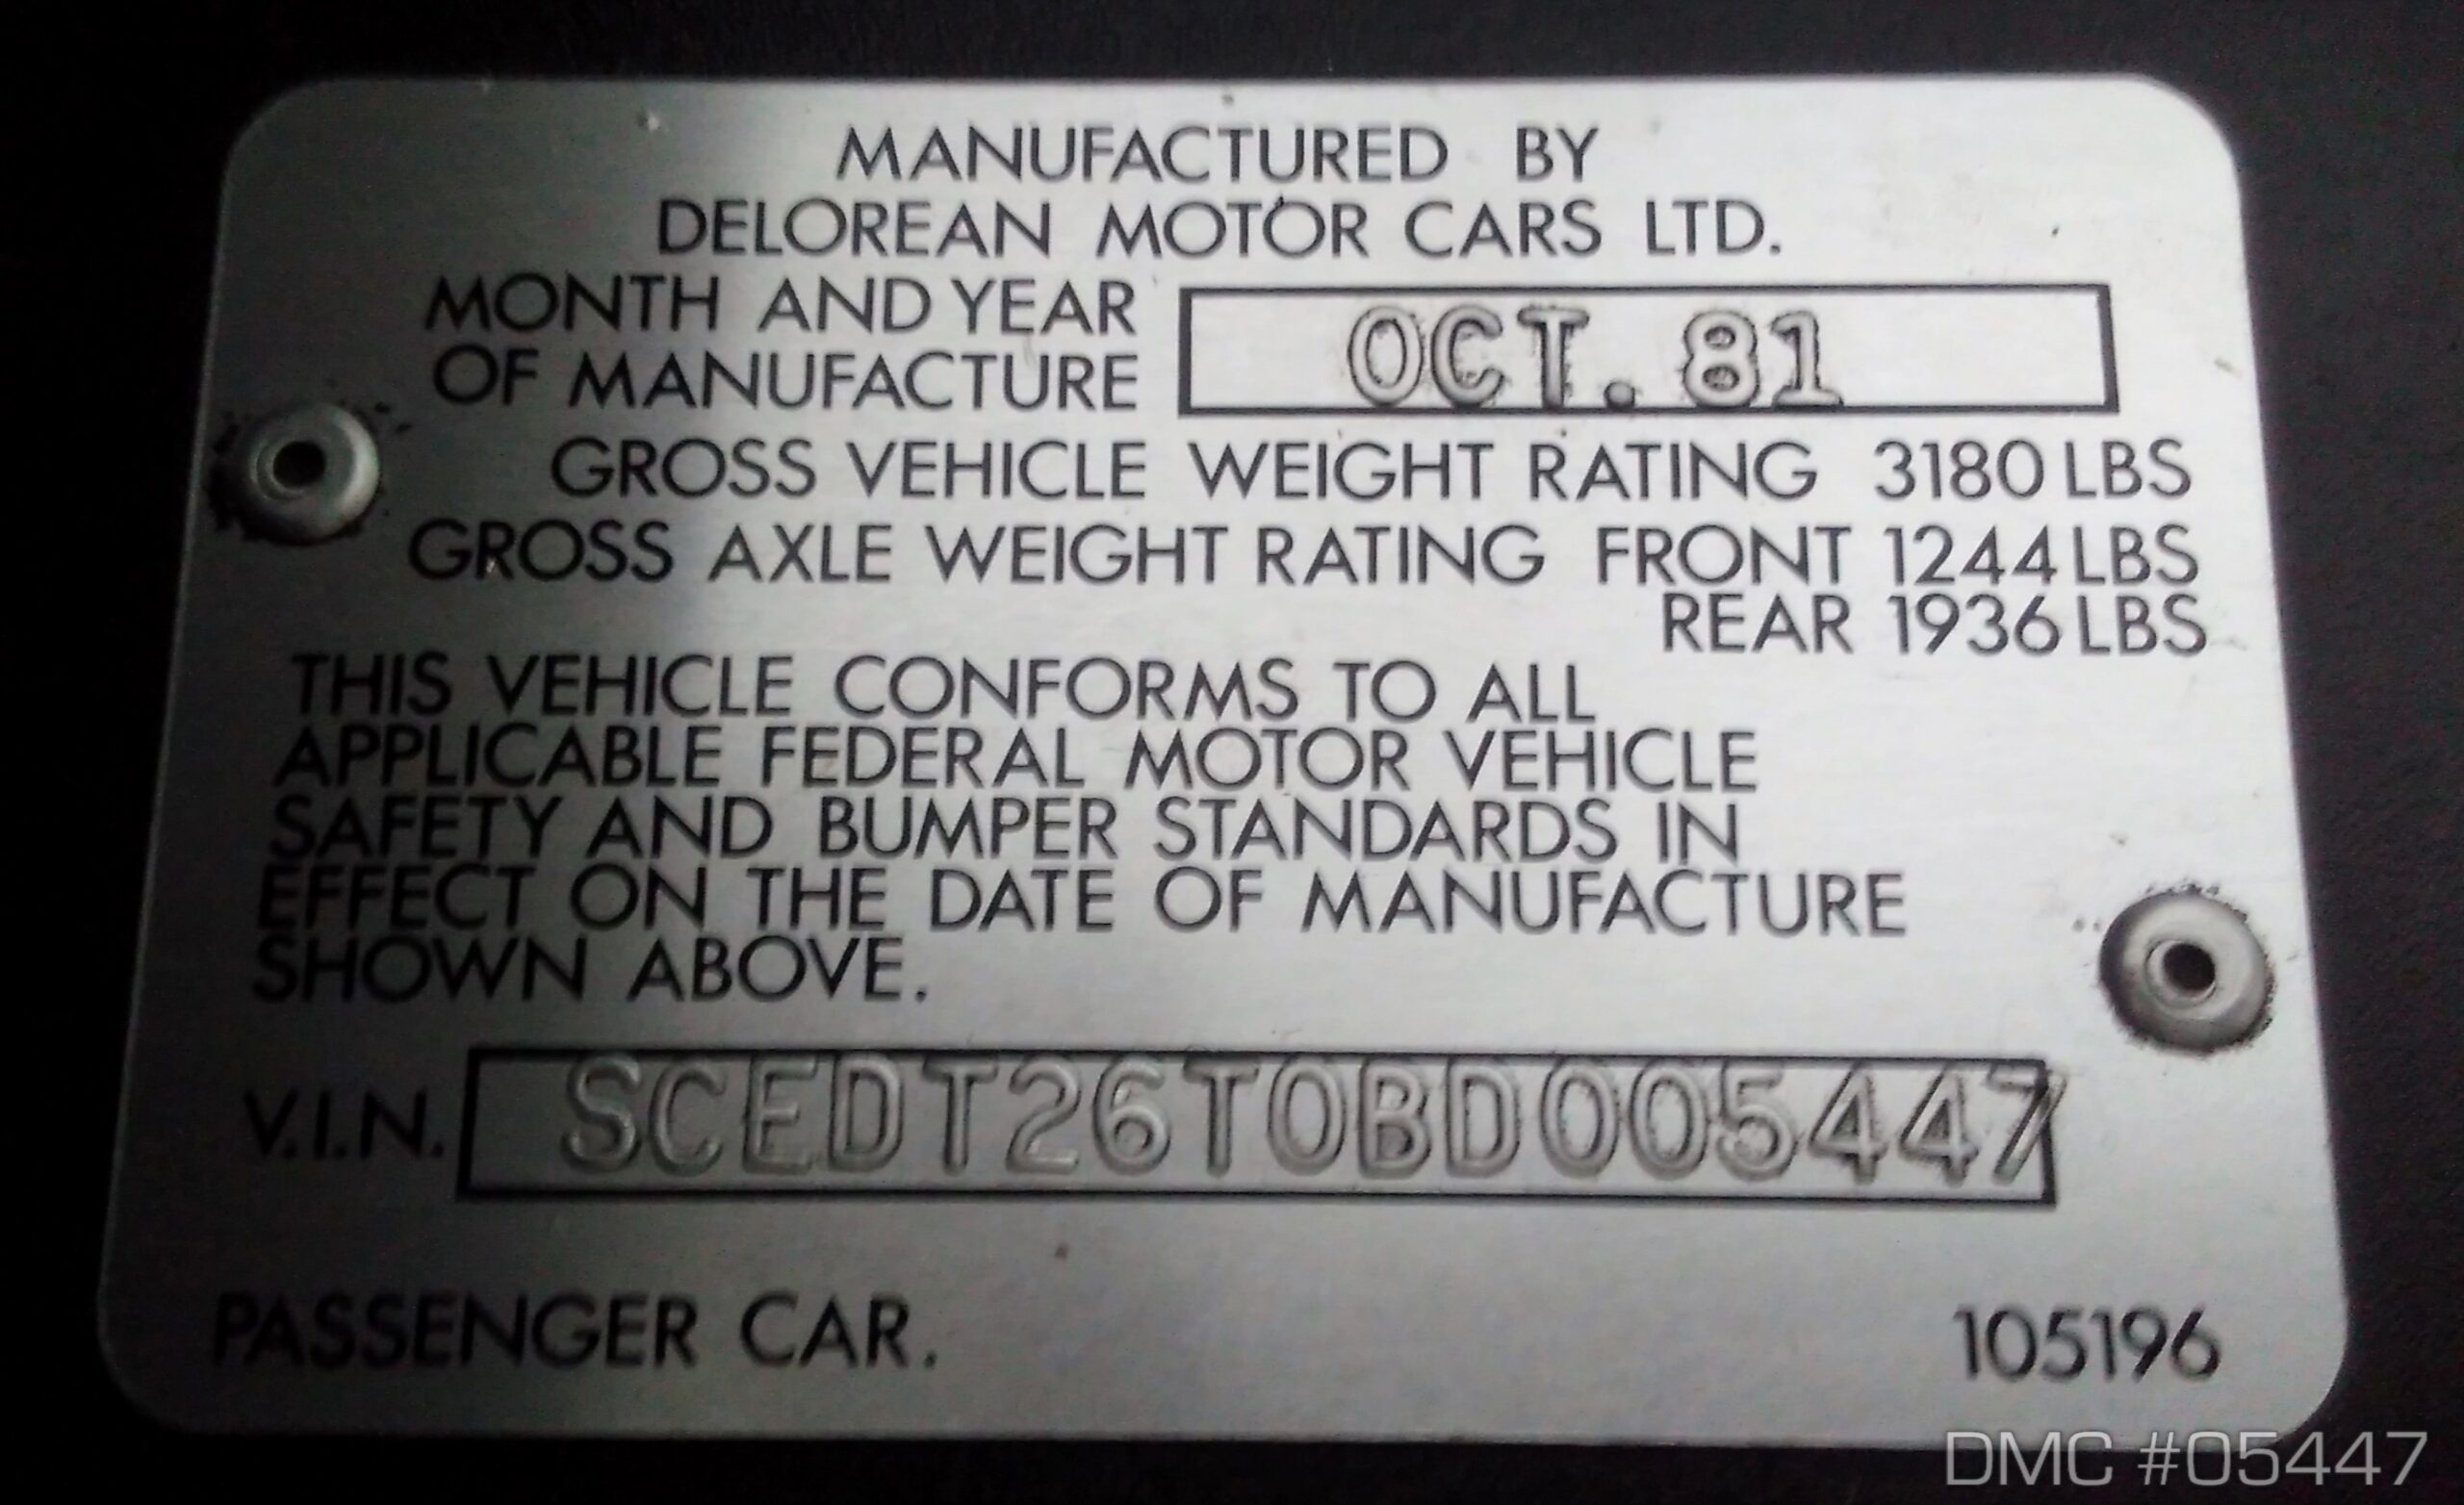 MANUFACTURED BY
DELOREAN MOTOR CARS LTD.
MONTH AND YEAR
OF MANUFACTURE
OCT. 81
GROSS VEHICLE WEIGHT RATING 3180 LBS
GROSS AXLE WEIGHT RATING FRONT 1244 LBS
REAR 1936 LBS
THIS VEHICLE CONFORMS TO ALL
APPLICABLE FEDERAL MOTOR VEHICLE
SAFETY AND BUMPER STANDARDS IN
EFFECT ON THE DATE OF MANUFACTURE
SHOWN ABOVE.
V.I.N. SCEDT26T0BD005447
PASSENGER CAR. 105196
DMC #05447